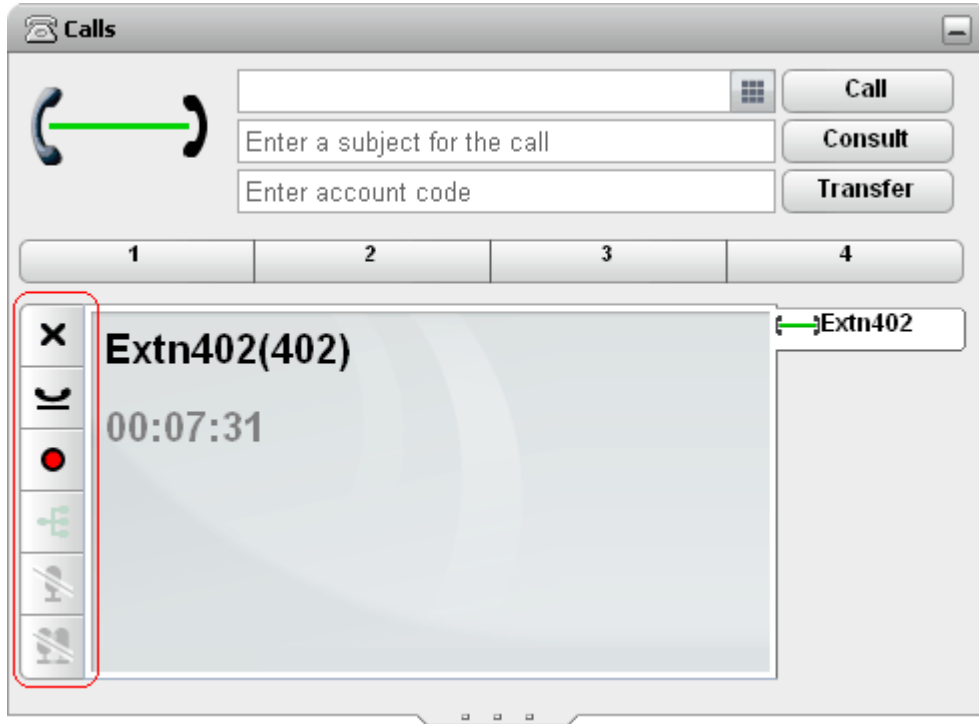 Calls
Call
Enter a subject for the call
Consult
Enter account code
Transfer
1 2 3 4
Extn402(402)
Extn402
00:07:31